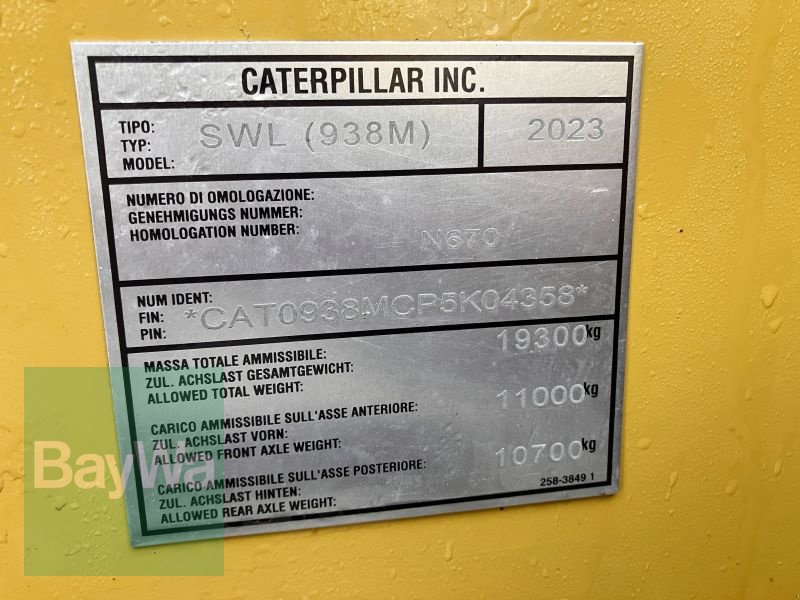 CATERPILLAR INC.
TIPO:
TYP:
MODEL:
SWL (938M)
2023
NUMERO DI OMOLOGAZIONE:
GENEHMIGUNGS NUMMER:
HOMOLOGATION NUMBER:
N670
NUM IDENT:
FIN:
PIN:
*CAT0938MCP5K04358*
MASSA TOTALE AMMISSIBILE:
ZUL. ACHSLAST GESAMTGEWICHT:
ALLOWED TOTAL WEIGHT:
19300kg
CARICO AMMISSIBILE SULL'ASSE ANTERIORE:
ZUL. ACHSLAST VORN:
ALLOWED FRONT AXLE WEIGHT:
11000kg
CARICO AMMISSIBILE SULL'ASSE POSTERIORE:
ZUL. ACHSLAST HINTEN:
ALLOWED REAR AXLE WEIGHT:
10700kg
258-3849 1
BayWa